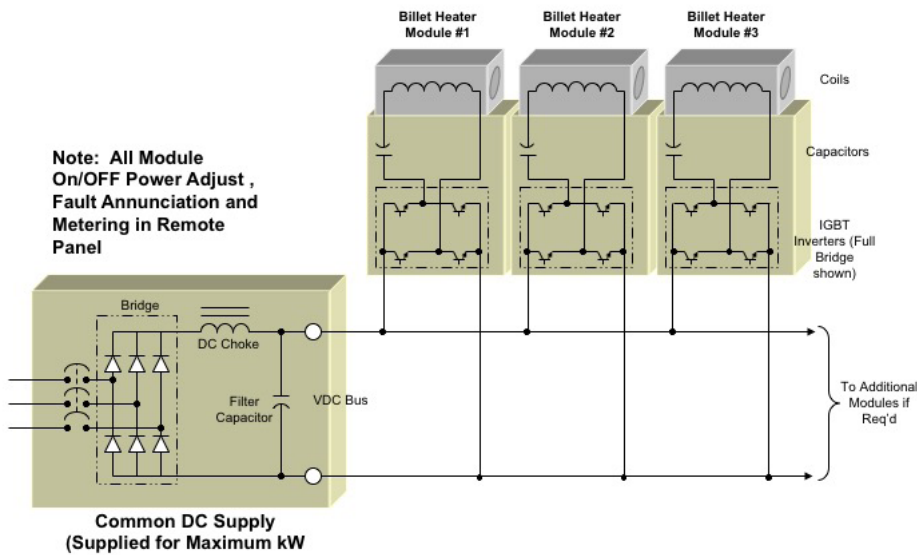 Billet Heater
Module #1
Billet Heater
Module #2
Billet Heater
Module #3
Coils
Capacitors
IGBT
Inverters (Full
Bridge
shown)
Note: All Module
On/OFF Power Adjust ,
Fault Annunciation and
Metering in Remote
Panel
Bridge
DC Choke
Filter
Capacitor
VDC Bus
To Additional
Modules if
Req'd
Common DC Supply
(Supplied for Maximum kW